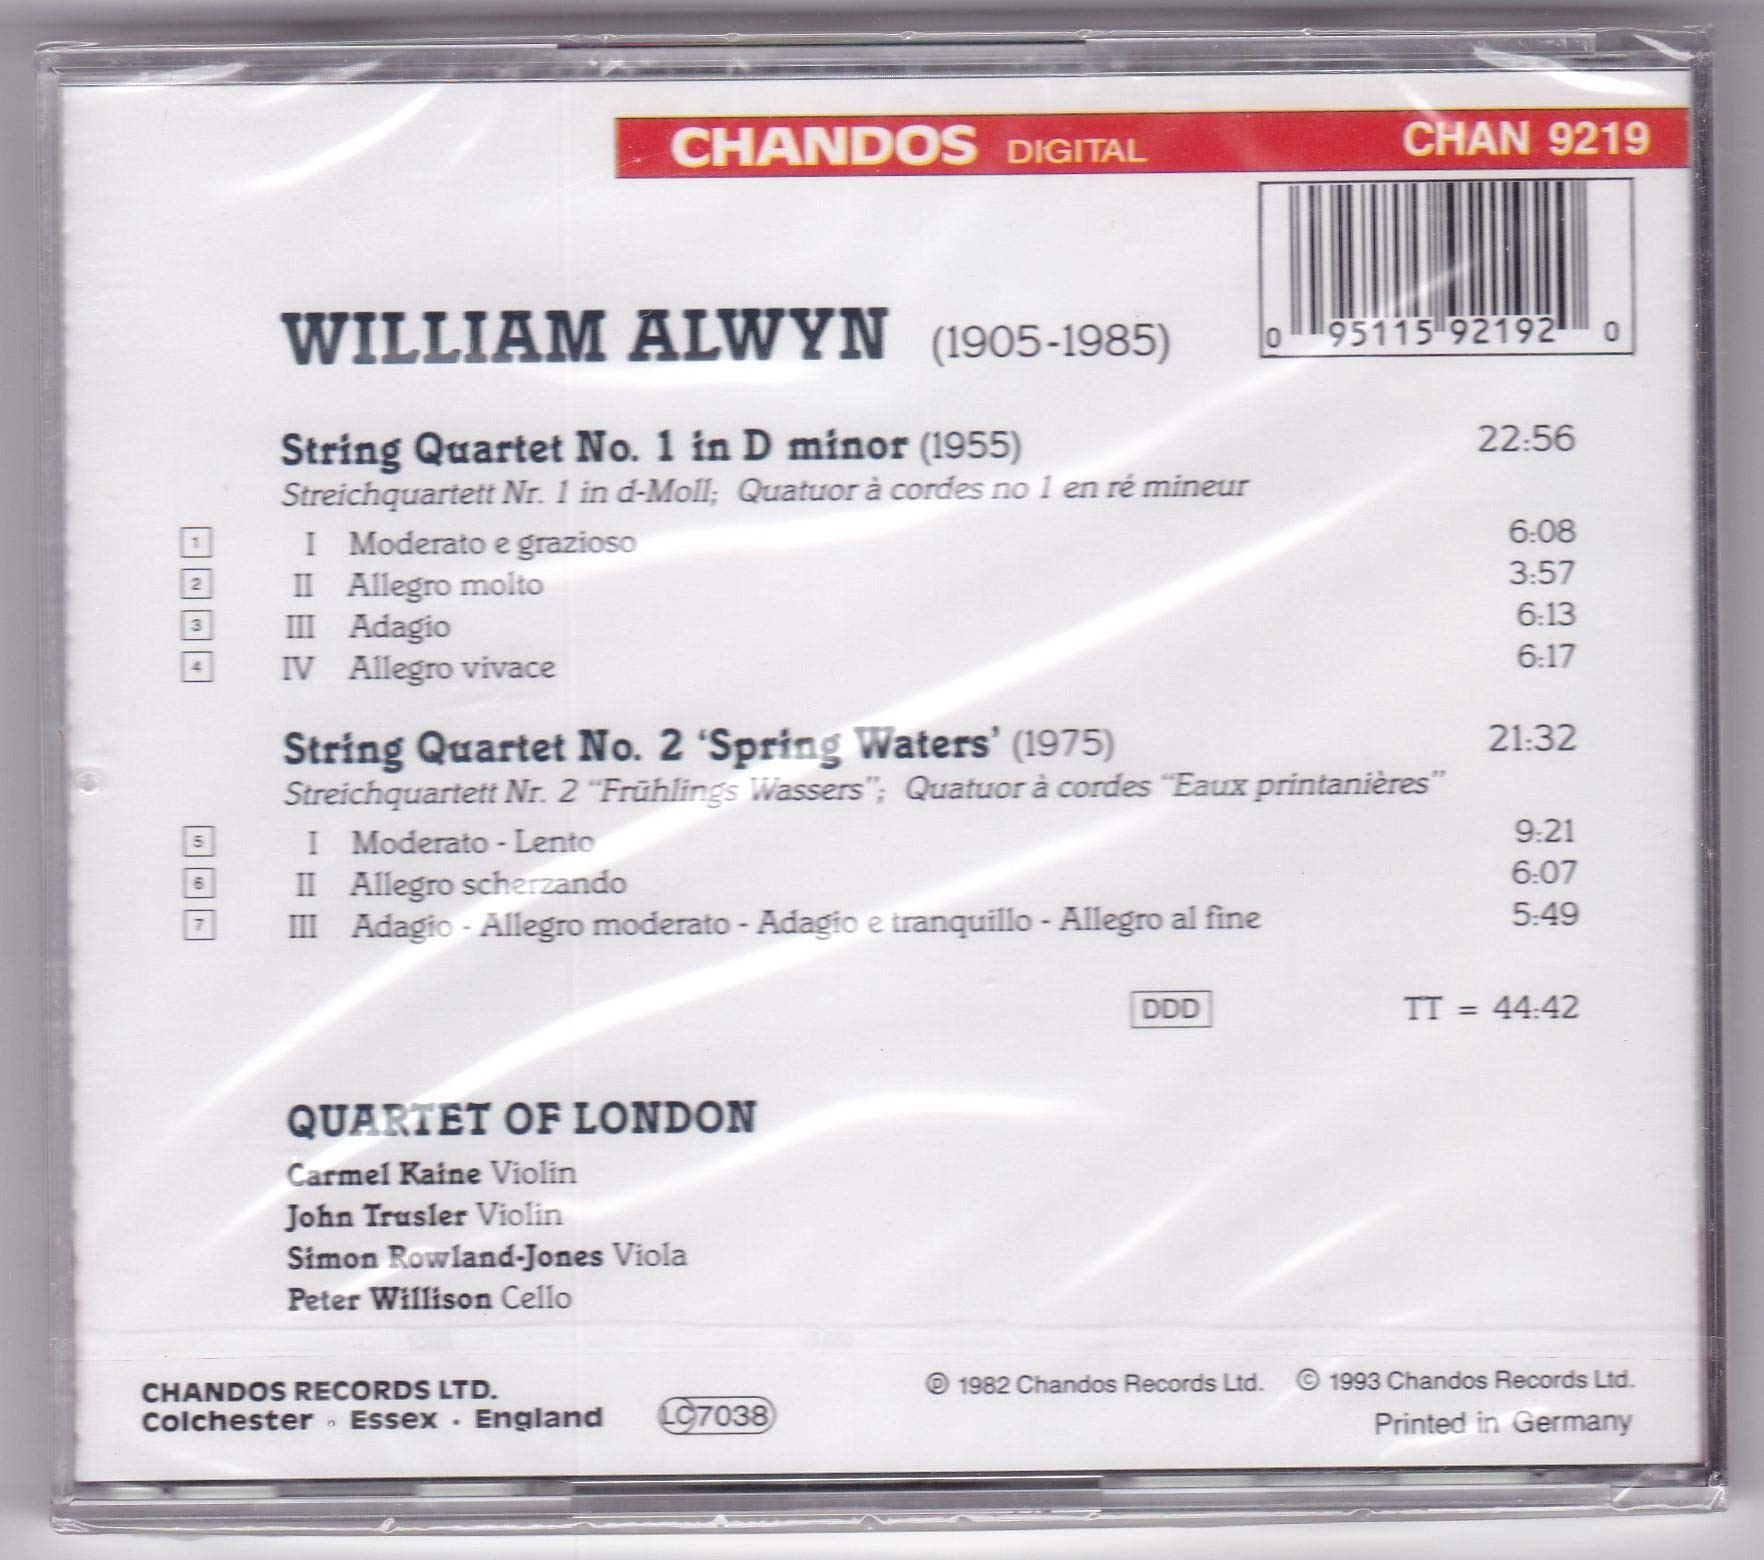 CHANDOS DIGITAL CHAN 9219
0 95115 92192 0
WILLIAM ALWYN (1905-1985)
String Quartet No. 1 in D minor (1955) 22:56
Streichquartett Nr. 1 in d-Moll; Quatuor à cordes no 1 en ré mineur
1 I Moderato e grazioso 6:08
2 II Allegro molto 3:57
3 III Adagio 6:13
4 IV Allegro vivace 6:17
String Quartet No. 2 ‘Spring Waters’ (1975) 21:32
Streichquartett Nr. 2 “Frühlings Wassers”; Quatuor à cordes “Eaux printanières”
5 I Moderato - Lento 9:21
6 II Allegro scherzando 6:07
7 III Adagio - Allegro moderato - Adagio e tranquillo - Allegro al fine 5:49
DDD TT = 44:42
QUARTET OF LONDON
Carmel Kaine Violin
John Trusler Violin
Simon Rowland-Jones Viola
Peter Willison Cello
CHANDOS RECORDS LTD.
Colchester · Essex · England
LC7038
℗ 1982 Chandos Records Ltd. © 1993 Chandos Records Ltd.
Printed in Germany